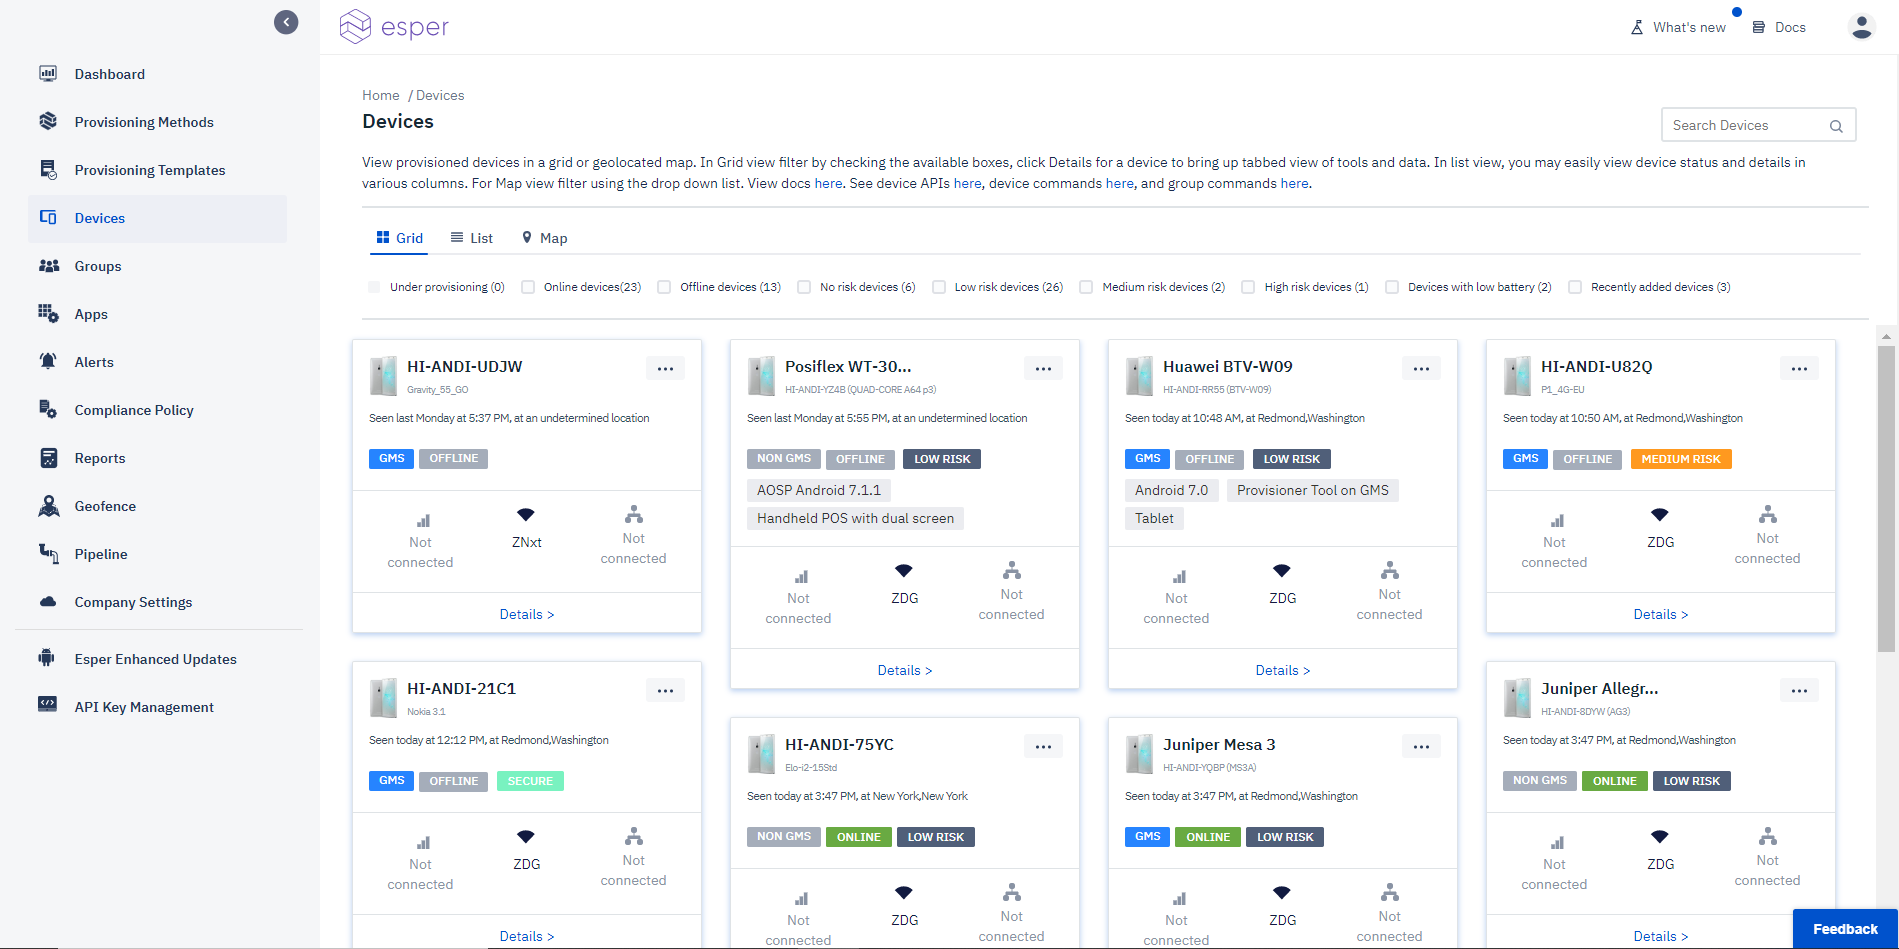 esper
What's new
Docs
Dashboard
Provisioning Methods
Provisioning Templates
Devices
Groups
Apps
Alerts
Compliance Policy
Reports
Geofence
Pipeline
Company Settings
Esper Enhanced Updates
API Key Management
Home / Devices
Devices
Search Devices
View provisioned devices in a grid or geolocated map. In Grid view filter by checking the available boxes, click Details for a device to bring up tabbed view of tools and data. In list view, you may easily view device status and details in
various columns. For Map view filter using the drop down list. View docs here. See device APIs here, device commands here, and group commands here.
Grid List Map
Under provisioning (0) Online devices(23) Offline devices (13) No risk devices (6) Low risk devices (26) Medium risk devices (2) High risk devices (1) Devices with low battery (2) Recently added devices (3)
HI-ANDI-UDJW
Gravity_55_GO
Seen last Monday at 5:37 PM, at an undetermined location
GMS OFFLINE
Not
connected
ZNxt
Not
connected
Details >
Posiflex WT-30...
HI-ANDI-YZ4B (QUAD-CORE A64 p3)
Seen last Monday at 5:55 PM, at an undetermined location
NON GMS OFFLINE LOW RISK
AOSP Android 7.1.1
Handheld POS with dual screen
Not
connected
ZDG
Not
connected
Details >
Huawei BTV-W09
HI-ANDI-RR55 (BTV-W09)
Seen today at 10:48 AM, at Redmond,Washington
GMS OFFLINE LOW RISK
Android 7.0 Provisioner Tool on GMS
Tablet
Not
connected
ZDG
Not
connected
Details >
HI-ANDI-U82Q
P1_4G-EU
Seen today at 10:50 AM, at Redmond,Washington
GMS OFFLINE MEDIUM RISK
Not
connected
ZDG
Not
connected
Details >
HI-ANDI-21C1
Nokia 3.1
Seen today at 12:12 PM, at Redmond,Washington
GMS OFFLINE SECURE
Not
connected
ZDG
Not
connected
Details >
HI-ANDI-75YC
Elo-i2-15Std
Seen today at 3:47 PM, at New York,New York
NON GMS ONLINE LOW RISK
Not
connected
ZDG
Not
connected
Juniper Mesa 3
HI-ANDI-YQBP (MS3A)
Seen today at 3:47 PM, at Redmond,Washington
GMS ONLINE LOW RISK
Not
connected
ZDG
Not
connected
Juniper Allegr...
HI-ANDI-8DYW (AG3)
Seen today at 3:47 PM, at Redmond,Washington
NON GMS ONLINE LOW RISK
Not
connected
ZDG
Not
connected
Details >
Feedback